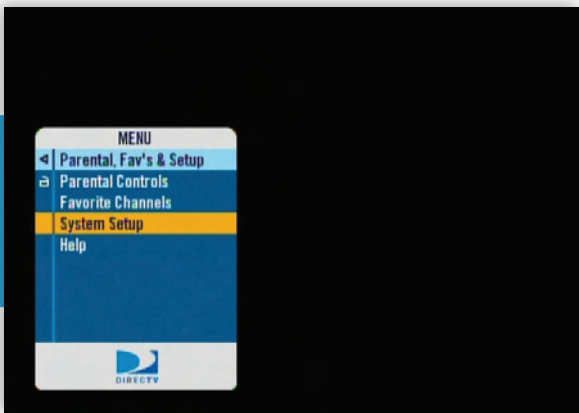 MENU
Parental, Fav's & Setup
Parental Controls
Favorite Channels
System Setup
Help
DIRECTV